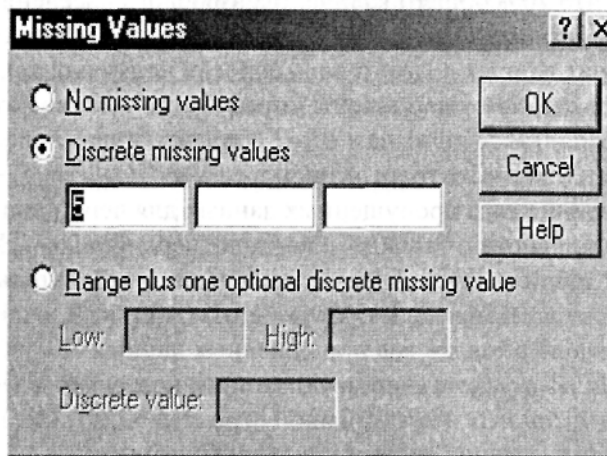 Missing Values
No missing values
OK
Discrete missing values
Cancel
5
Help
Range plus one optional discrete missing value
Low: High:
Discrete value: